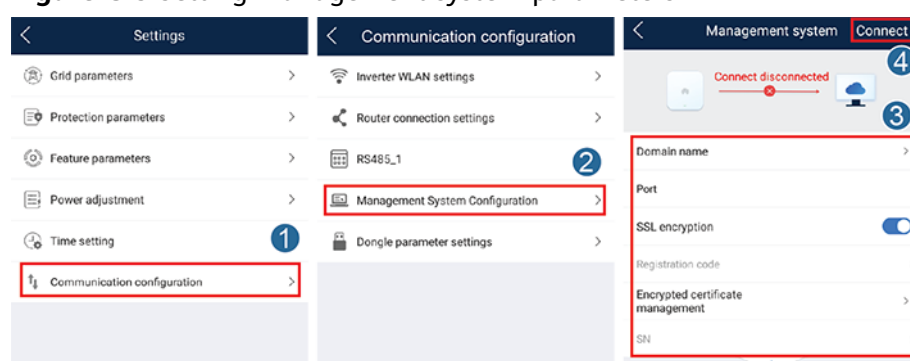 Settings
Grid parameters
Protection parameters
Feature parameters
Power adjustment
Time setting
1
Communication configuration
Communication configuration
Inverter WLAN settings
Router connection settings
RS485_1
2
Management System Configuration
Dongle parameter settings
Management system Connect
4
Connect disconnected
3
Domain name
Port
SSL encryption
Registration code
Encrypted certificate
management
SN